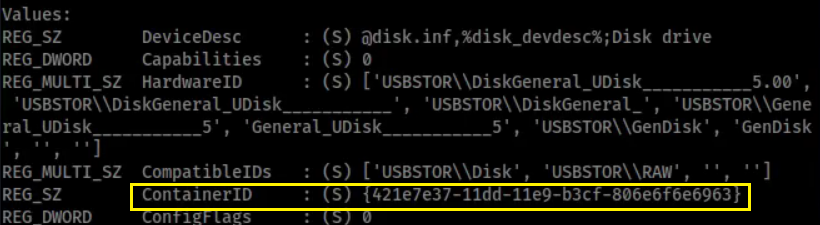 Values:
REG_SZ DeviceDesc : (S) @disk.inf,%disk_devdesc%;Disk drive
REG_DWORD Capabilities : (S) 0
REG_MULTI_SZ HardwareID : (S) ['USBSTOR\\DiskGeneral_UDisk___________5.00',
'USBSTOR\\DiskGeneral_UDisk___________', 'USBSTOR\\DiskGeneral_', 'USBSTOR\\Gene
ral_UDisk___________5', 'General_UDisk___________5', 'USBSTOR\\GenDisk', 'GenDisk
', '', '']
REG_MULTI_SZ CompatibleIDs : (S) ['USBSTOR\\Disk', 'USBSTOR\\RAW', '', '']
REG_SZ ContainerID : (S) {421e7e37-11dd-11e9-b3cf-806e6f6e6963}
REG_DWORD ConfigFlags : (S) 0